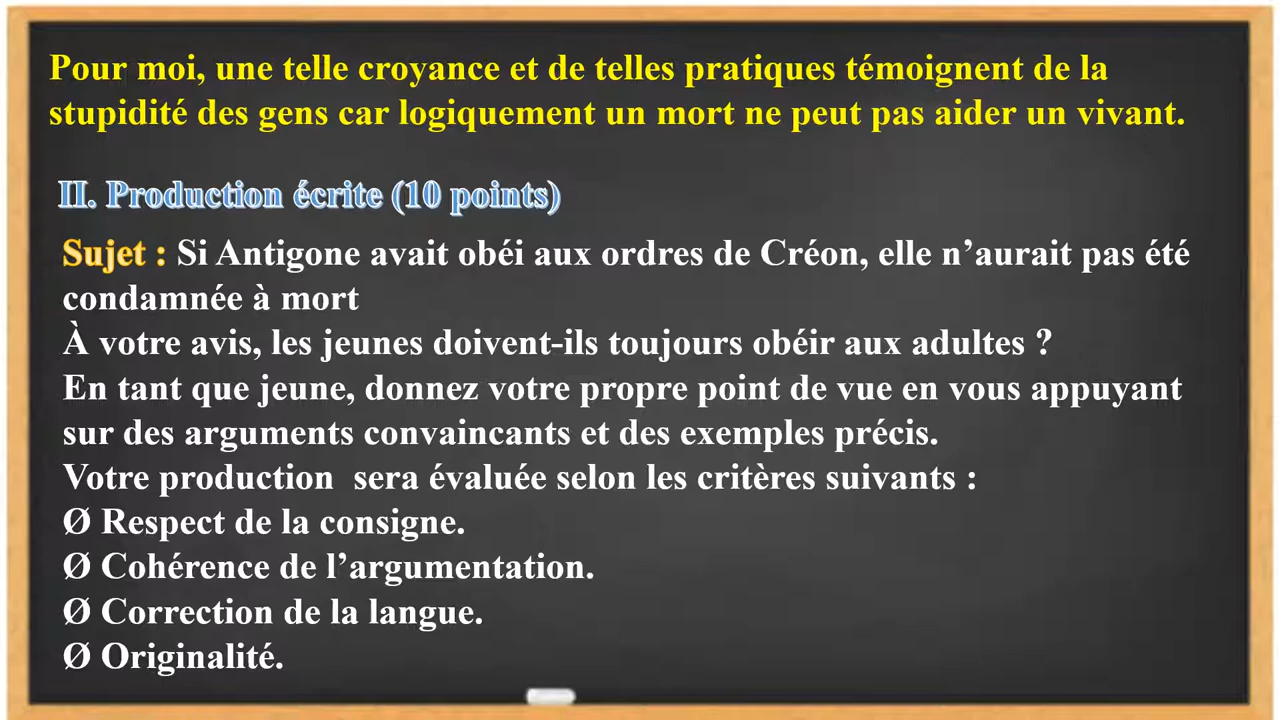 Pour moi, une telle croyance et de telles pratiques témoignent de la
stupidité des gens car logiquement un mort ne peut pas aider un vivant.
II. Production écrite (10 points)
Sujet : Si Antigone avait obéi aux ordres de Créon, elle n’aurait pas été
condamnée à mort
À votre avis, les jeunes doivent-ils toujours obéir aux adultes ?
En tant que jeune, donnez votre propre point de vue en vous appuyant
sur des arguments convaincants et des exemples précis.
Votre production  sera évaluée selon les critères suivants :
Ø Respect de la consigne.
Ø Cohérence de l’argumentation.
Ø Correction de la langue.
Ø Originalité.